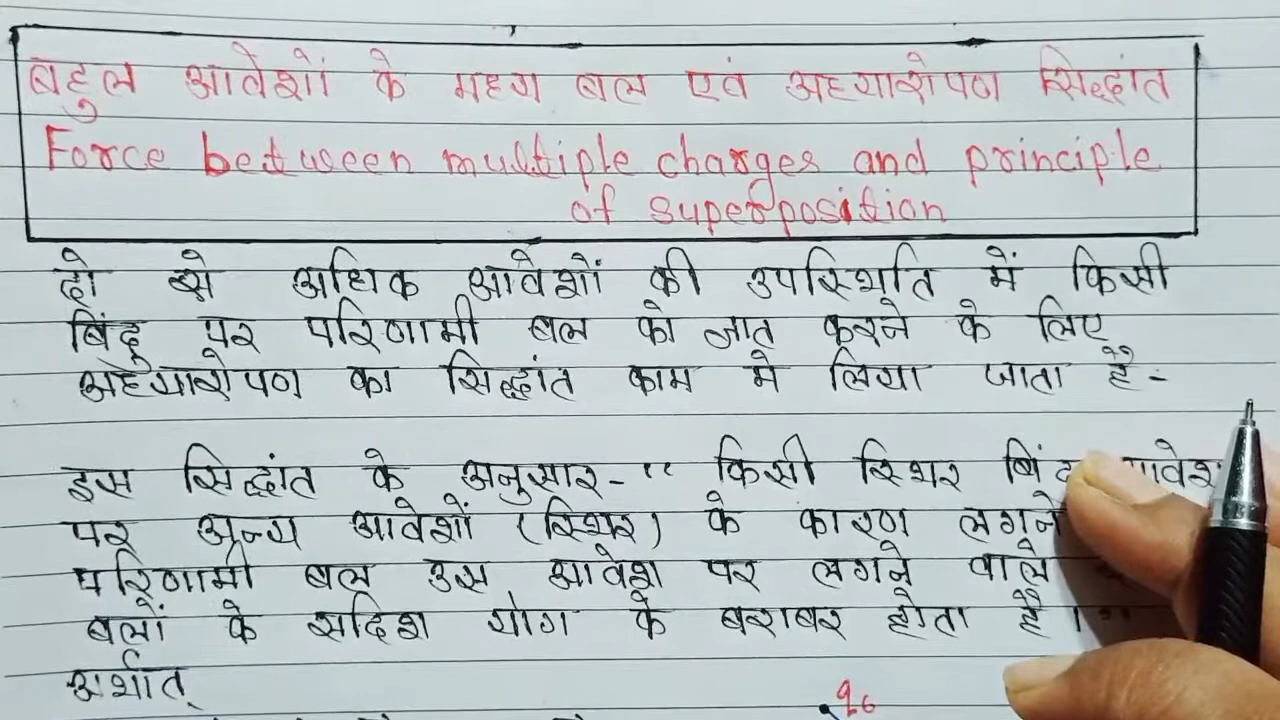 बहुल आवेशों के मध्य बल एवं अध्यारोपण सिद्धांत
Force between multiple charges and principle
of superposition
दो से अधिक आवेशों की उपस्थिति में किसी
बिंदु पर परिणामी बल को ज्ञात करने के लिए
अध्यारोपण का सिद्धांत काम मे लिया जाता है -
इस सिद्धांत के अनुसार - " किसी स्थिर
पर अन्य आवेशों (स्थिर) के कारण लगने
परिणामी बल उस आवेश पर लगने वाले
बलों के सदिश योग के बराबर होता है ।"
अर्थात्